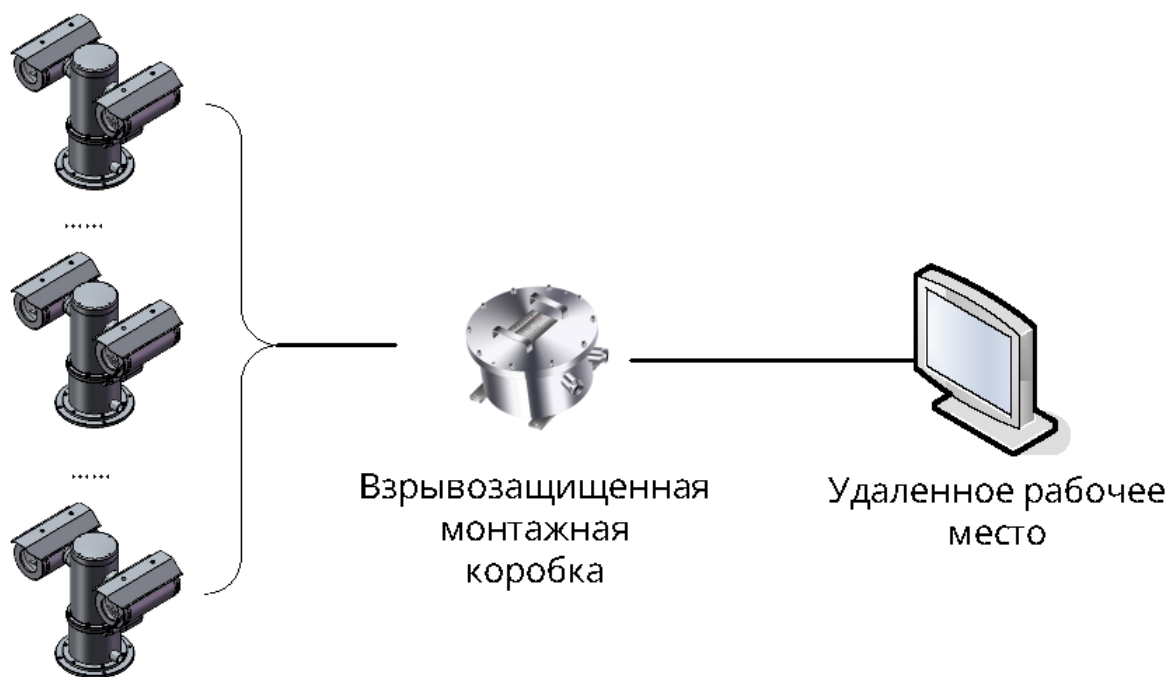 Взрывозащищенная
монтажная
коробка
Удаленное рабочее
место